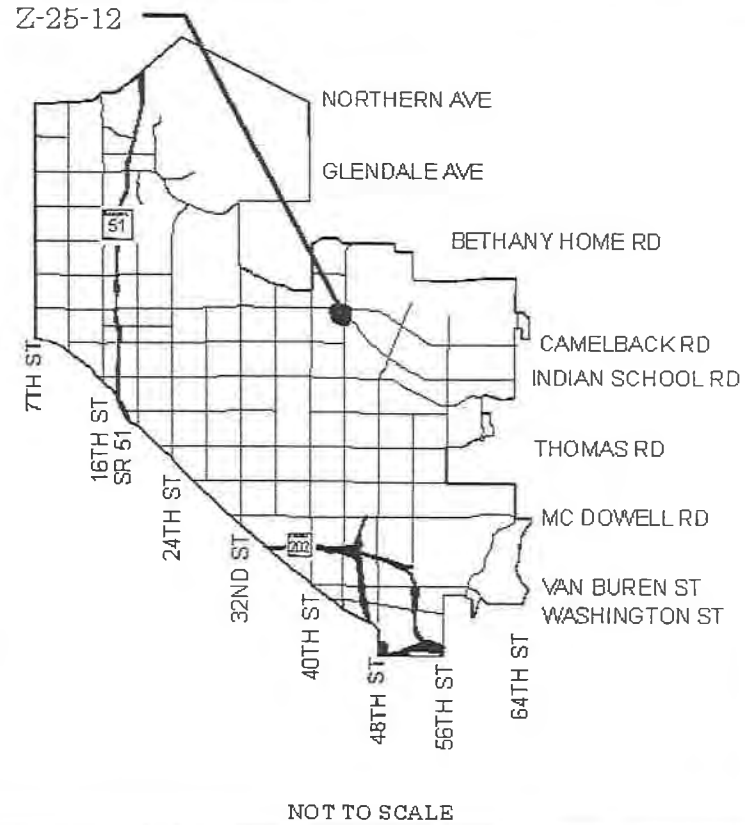 Z-25-12
NORTHERN AVE
GLENDALE AVE
51
BETHANY HOME RD
CAMELBACK RD
INDIAN SCHOOL RD
7TH ST
16TH ST
SR 51
THOMAS RD
24TH ST
MC DOWELL RD
32ND ST
202
40TH ST
VAN BUREN ST
WASHINGTON ST
48TH ST
56TH ST
64TH ST
NOT TO SCALE